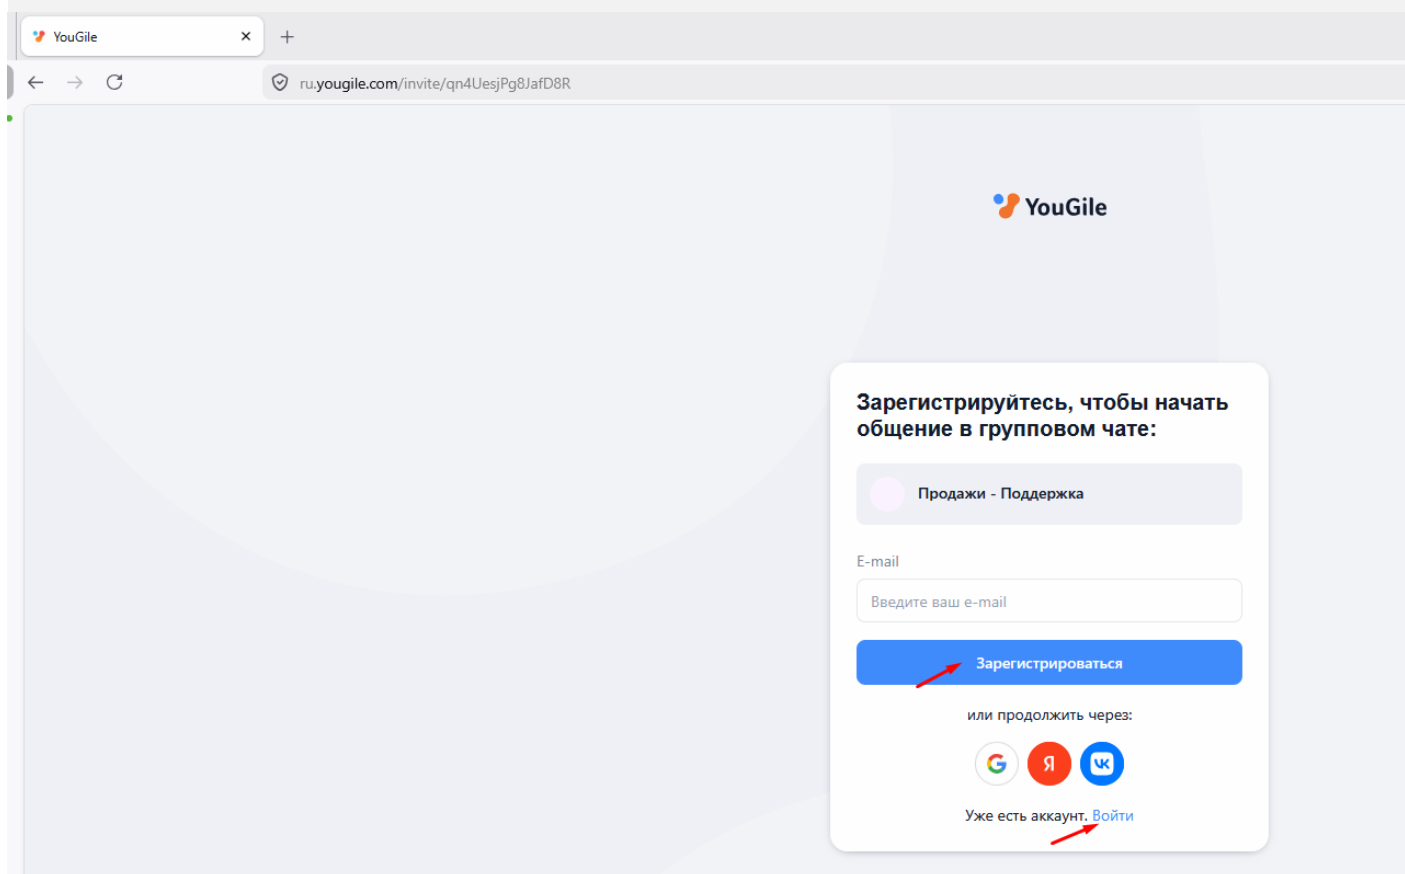 YouGile
ru.yougile.com/invite/qn4UesjPg8JafD8R
YouGile
Зарегистрируйтесь, чтобы начать
общение в групповом чате:
Продажи - Поддержка
E-mail
Введите ваш e-mail
Зарегистрироваться
или продолжить через:
G Я VK
Уже есть аккаунт. Войти